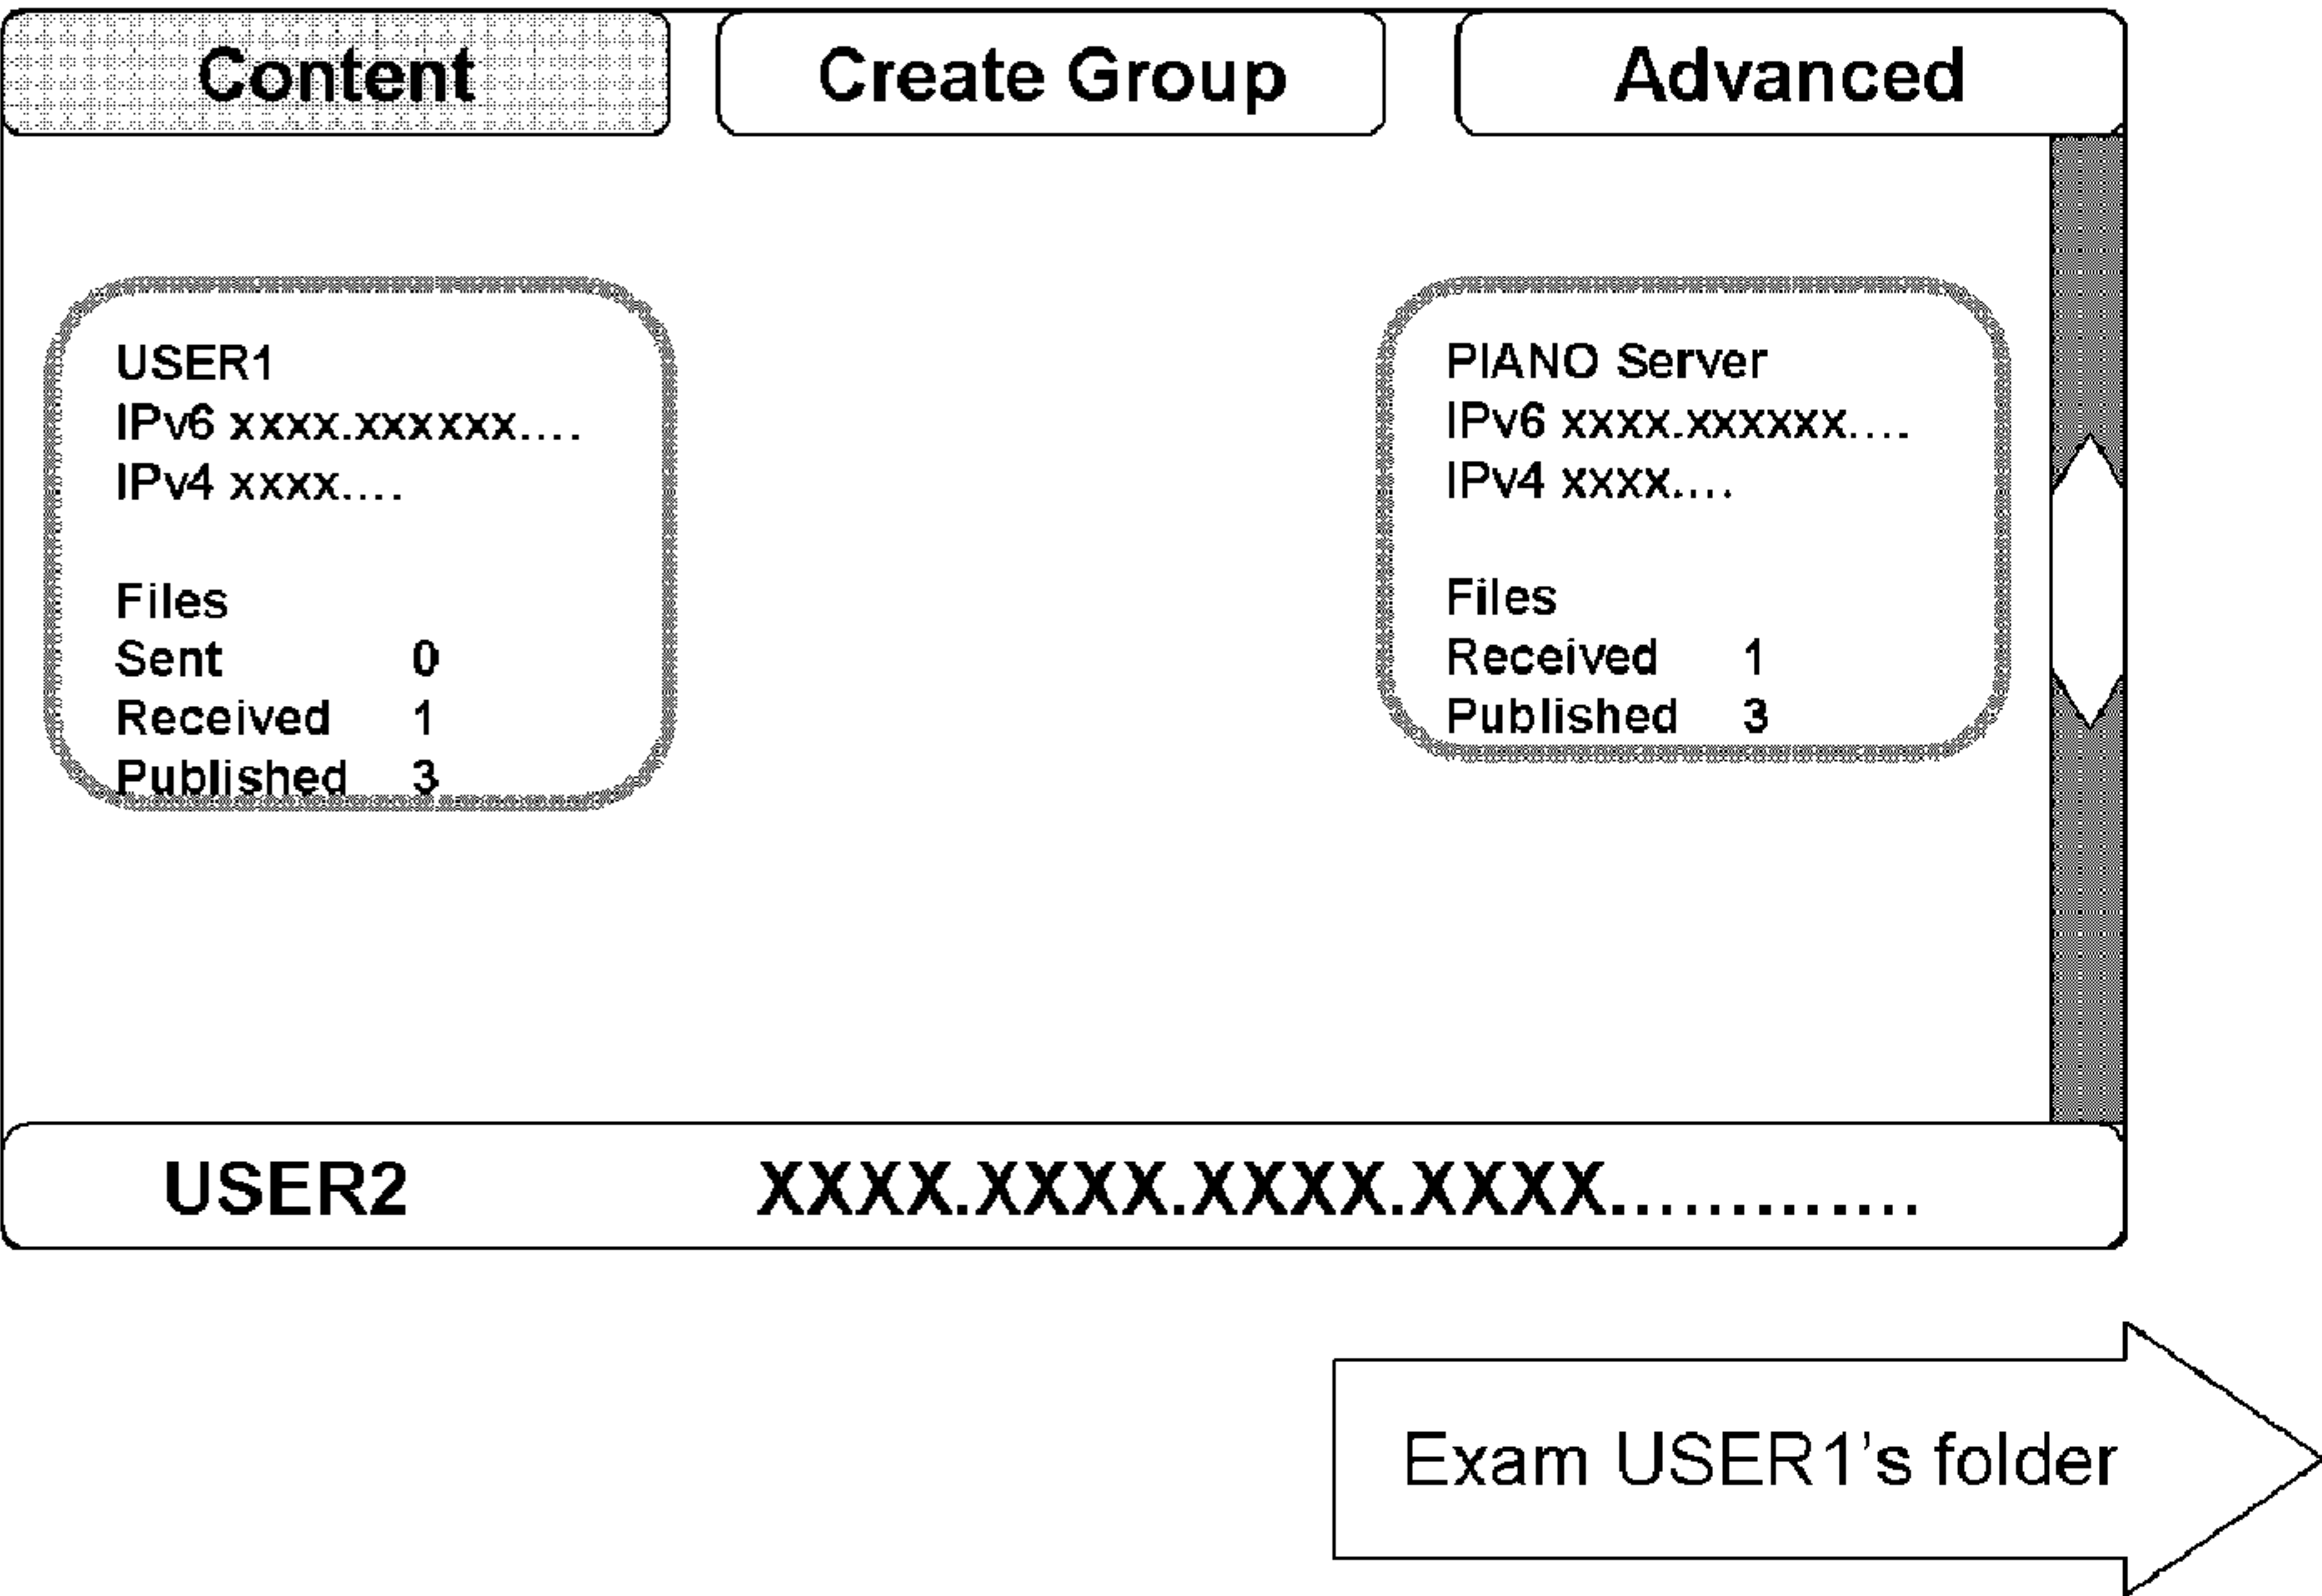 Content
Create Group
Advanced
USER1
IPv6 xxxx.xxxxxx....
IPv4 xxxx....
Files
Sent 0
Received 1
Published 3
PIANO Server
IPv6 xxxx.xxxxxx....
IPv4 xxxx....
Files
Received 1
Published 3
USER2 XXXX.XXXX.XXXX.XXXX.............
Exam USER1's folder